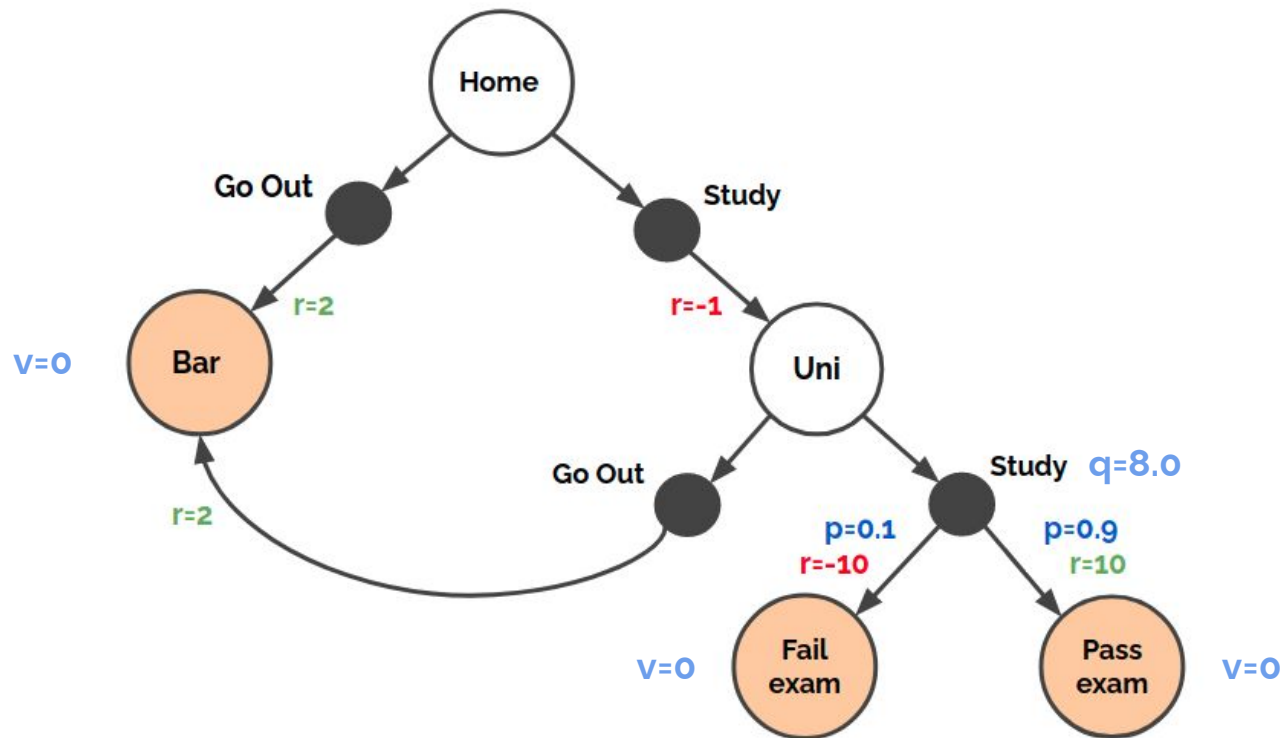 Home
Go Out
Study
r=2
r=-1
v=0
Bar
Uni
Go Out
Study
q=8.0
r=2
p=0.1
p=0.9
r=-10
r=10
v=0
Fail
exam
Pass
exam
v=0